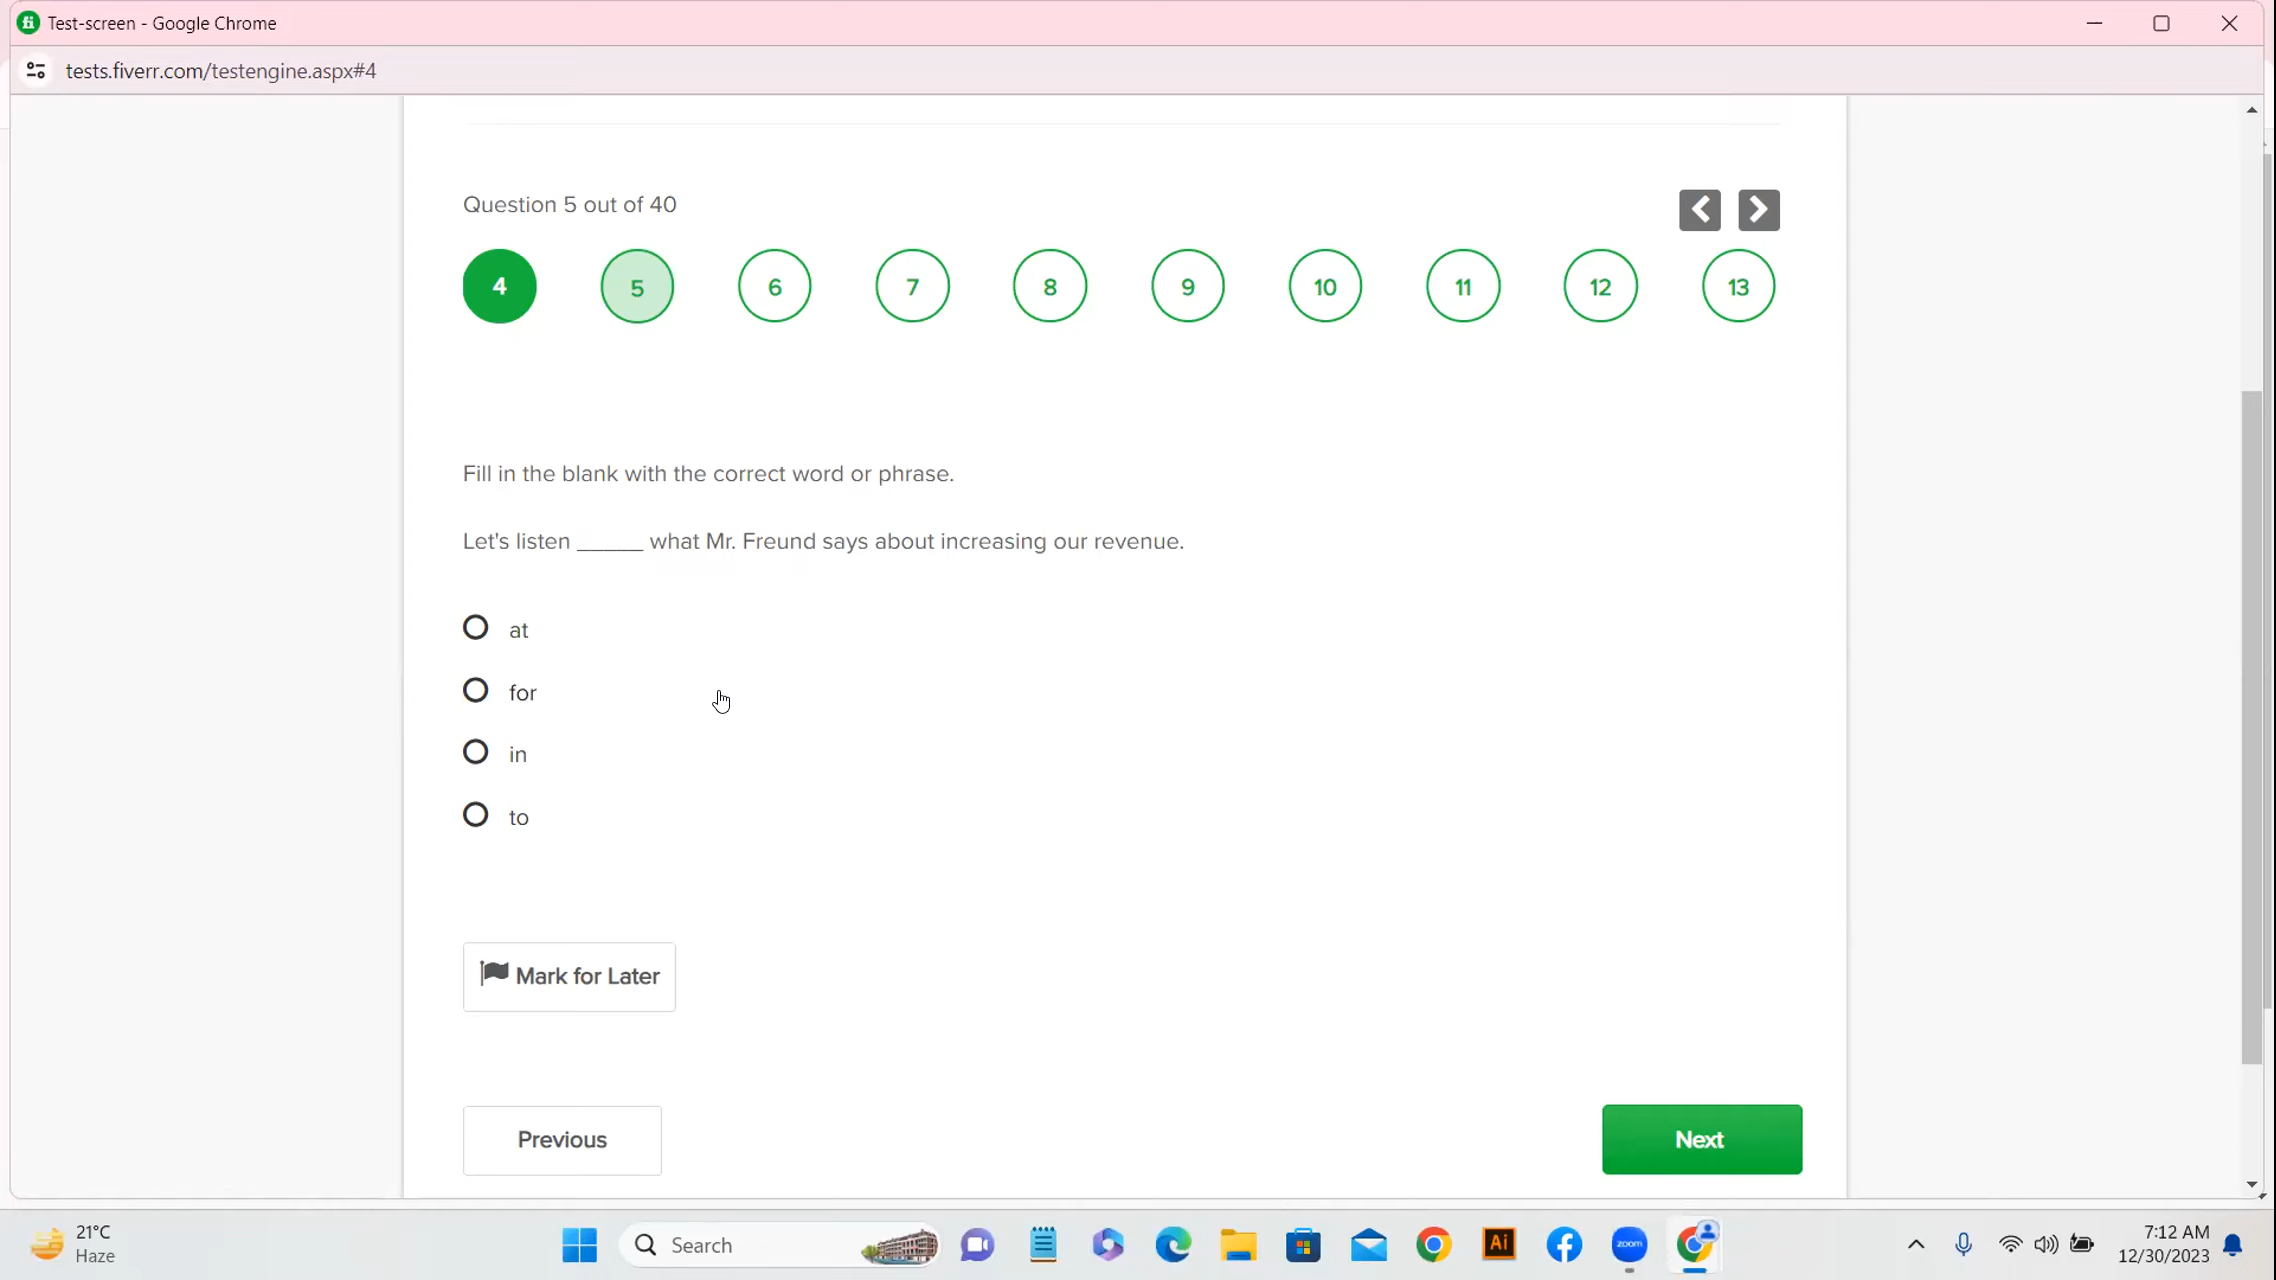 fi Test-screen - Google Chrome
tests.fiverr.com/testengine.aspx#4
Question 5 out of 40
4 5 6 7 8 9 10 11 12 13
Fill in the blank with the correct word or phrase.
Let's listen ______ what Mr. Freund says about increasing our revenue.
at
for
in
to
Mark for Later
Previous
Next
21°C
Haze
Search
Ai
zoom
7:12 AM
12/30/2023